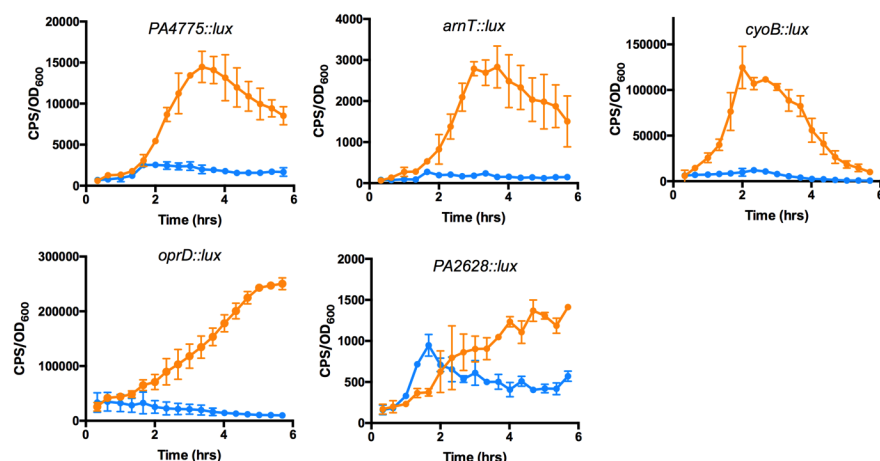 PA4775::lux
CPS/OD600
20000
15000
10000
5000
0
0 2 4 6
Time (hrs)
arnT::lux
CPS/OD600
4000
3000
2000
1000
0
0 2 4 6
Time (hrs)
cyoB::lux
CPS/OD600
150000
100000
50000
0
0 2 4 6
Time (hrs)
oprD::lux
CPS/OD600
300000
200000
100000
0
0 2 4 6
Time (hrs)
PA2628::lux
CPS/OD600
2000
1500
1000
500
0
0 2 4 6
Time (hrs)